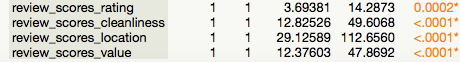 review_scores_rating 1 1 3.69381 14.2873 0.0002*
review_scores_cleanliness 1 1 12.82526 49.6068 <.0001*
review_scores_location 1 1 29.12589 112.6560 <.0001*
review_scores_value 1 1 12.37603 47.8692 <.0001*